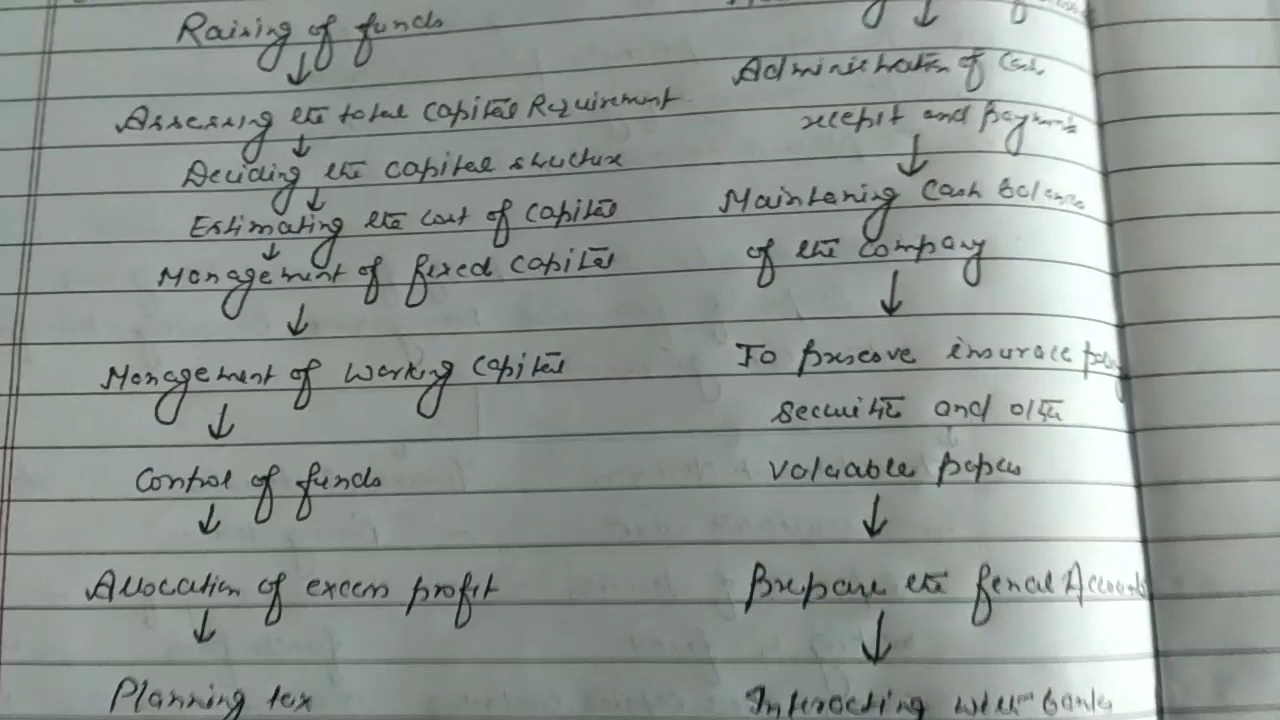 Raising of funds
↓
Assessing the total Capital Requirement
↓
Deciding the capital structure
↓
Estimating the cost of capital
↓
Management of fixed capital
↓
Management of working capital
↓
Control of funds
↓
Allocation of excess profit
↓
Planning tax
↓
Administration of Cash
receipt and payments
↓
Maintaning Cash balance
of the company
↓
To preserve insurace policy
securities and other
valuable papers
↓
Prepare the final Accounts
↓
Interacting with banks